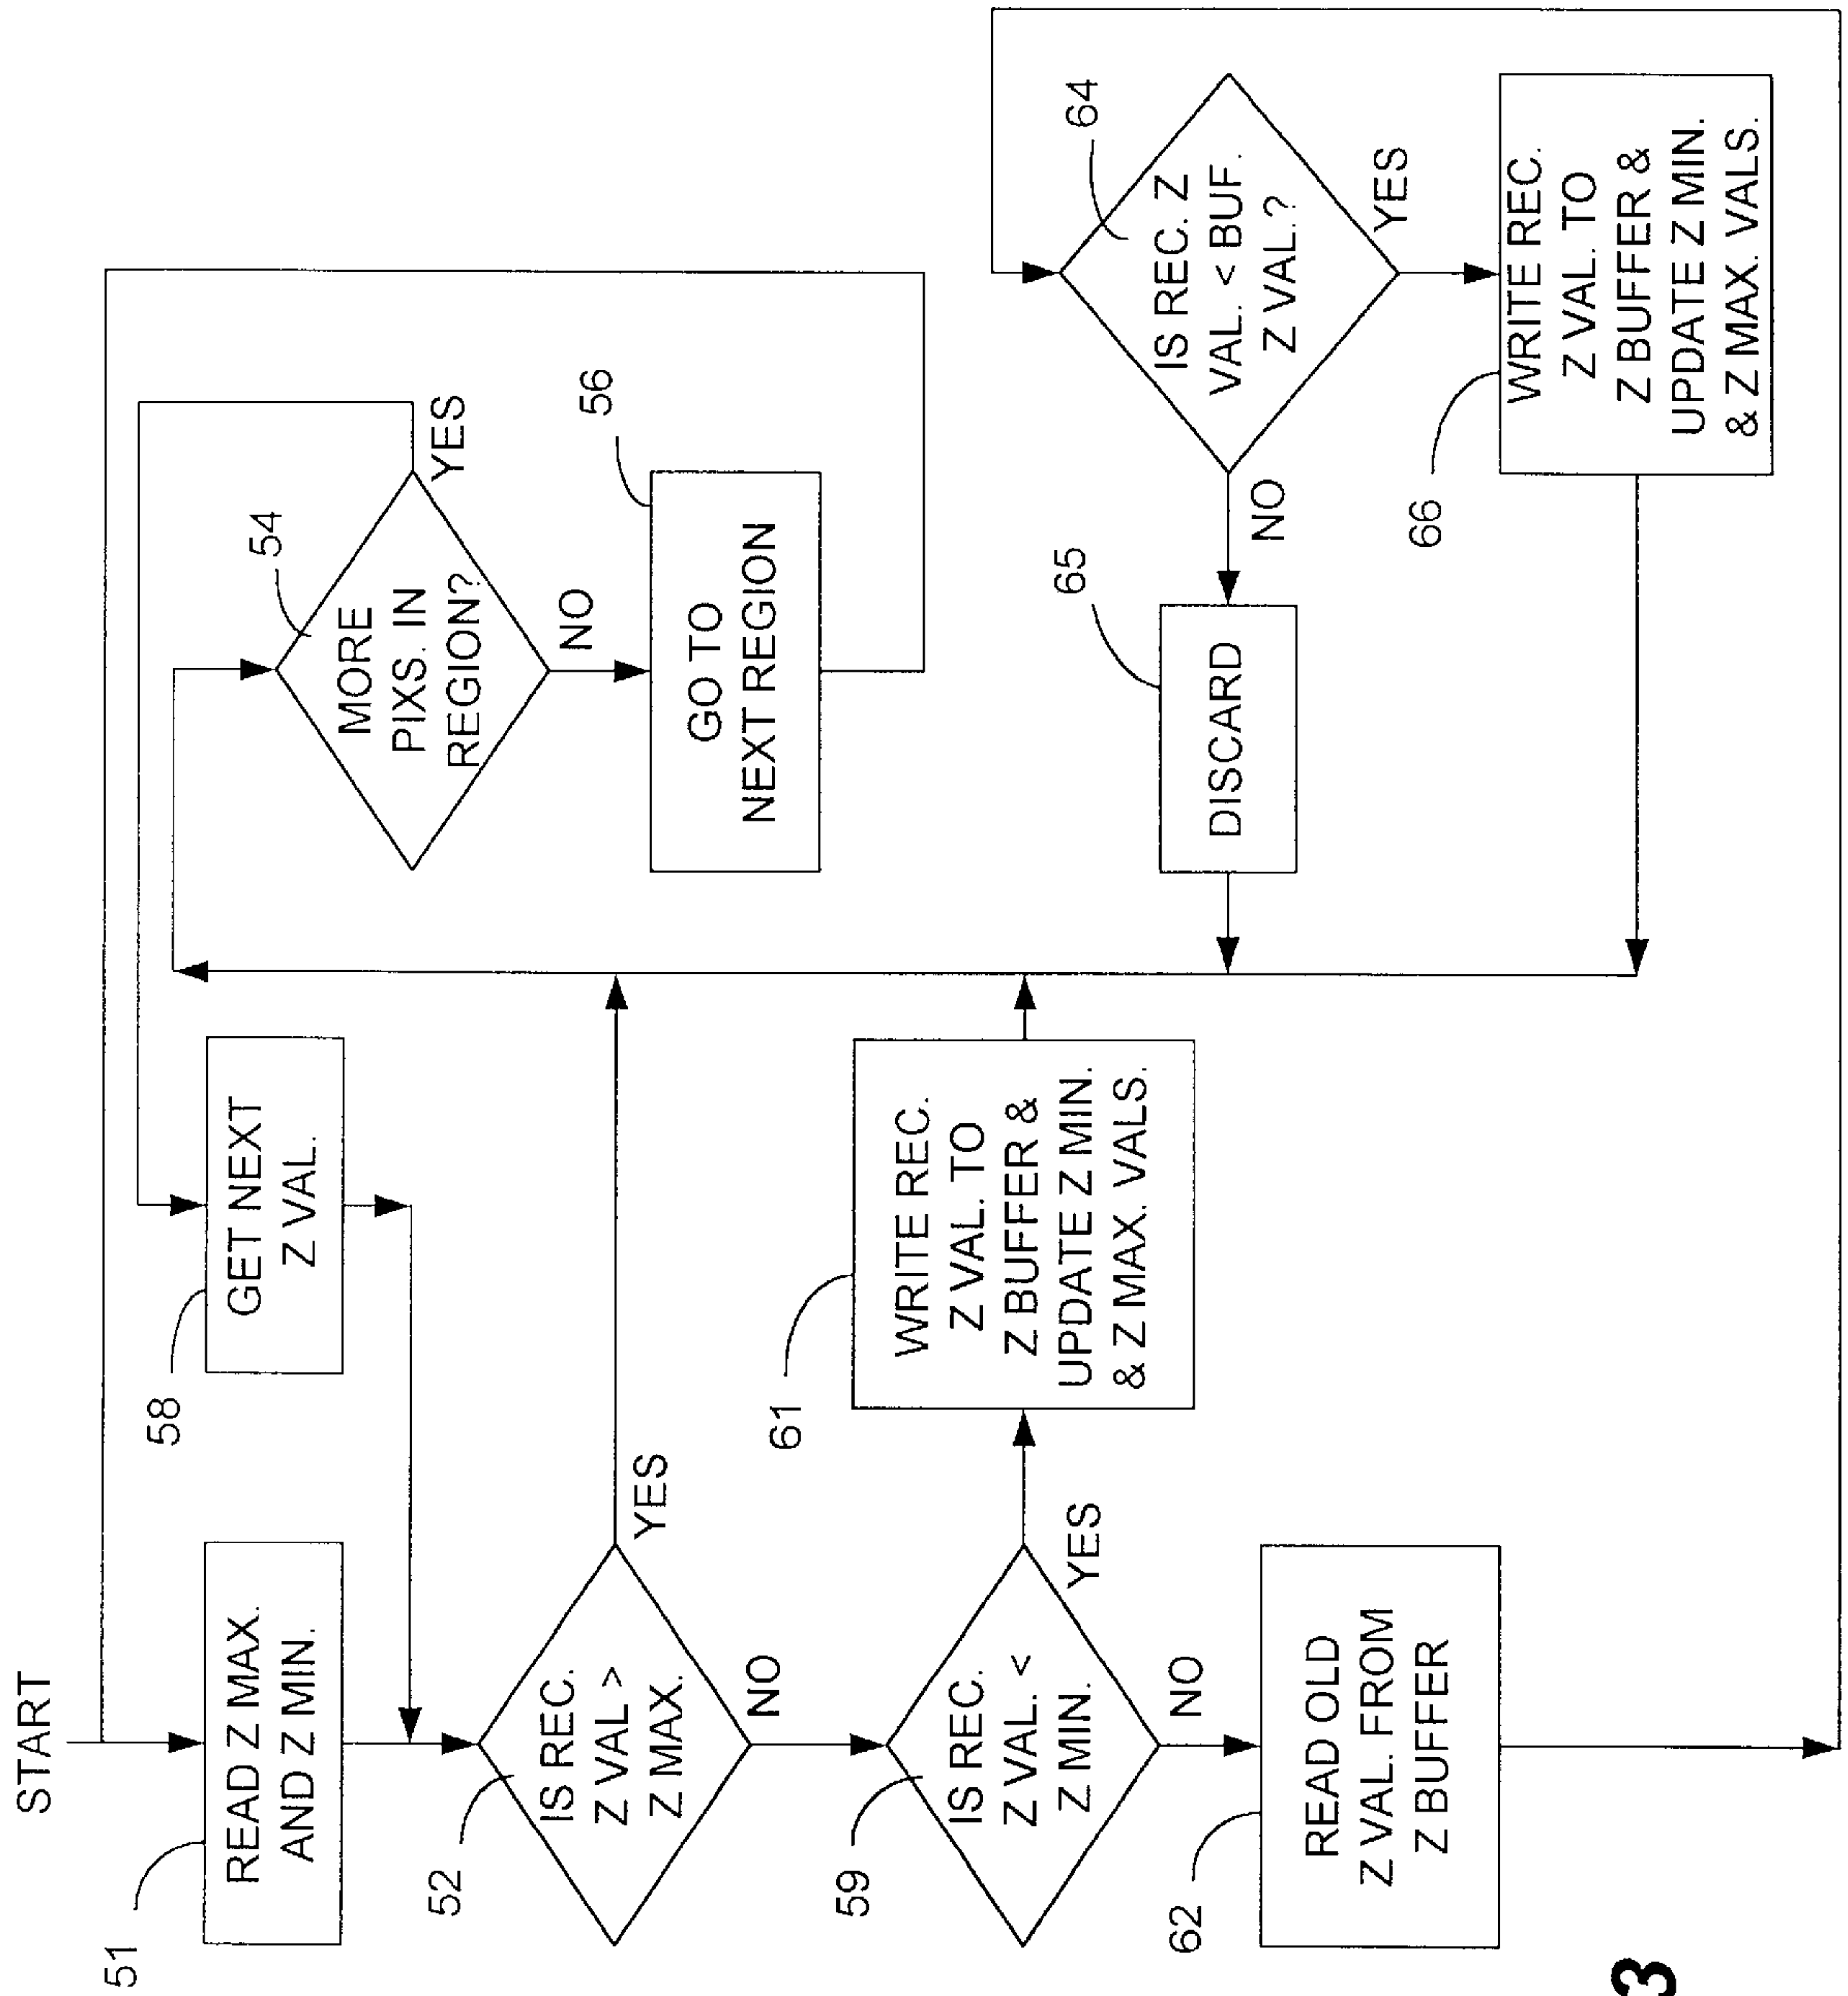 START
51
READ Z MAX.
AND Z MIN.
58
GET NEXT
Z VAL.
52
IS REC.
Z VAL >
Z MAX.
YES
NO
54
MORE
PIXS. IN
REGION?
YES
NO
56
GO TO
NEXT REGION
59
IS REC.
Z VAL. <
Z MIN.
YES
NO
61
WRITE REC.
Z VAL. TO
Z BUFFER &
UPDATE Z MIN.
& Z MAX. VALS.
62
READ OLD
Z VAL. FROM
Z BUFFER
64
IS REC. Z
VAL. < BUF.
Z VAL.?
NO
YES
65
DISCARD
66
WRITE REC.
Z VAL. TO
Z BUFFER &
UPDATE Z MIN.
& Z MAX. VALS.
3